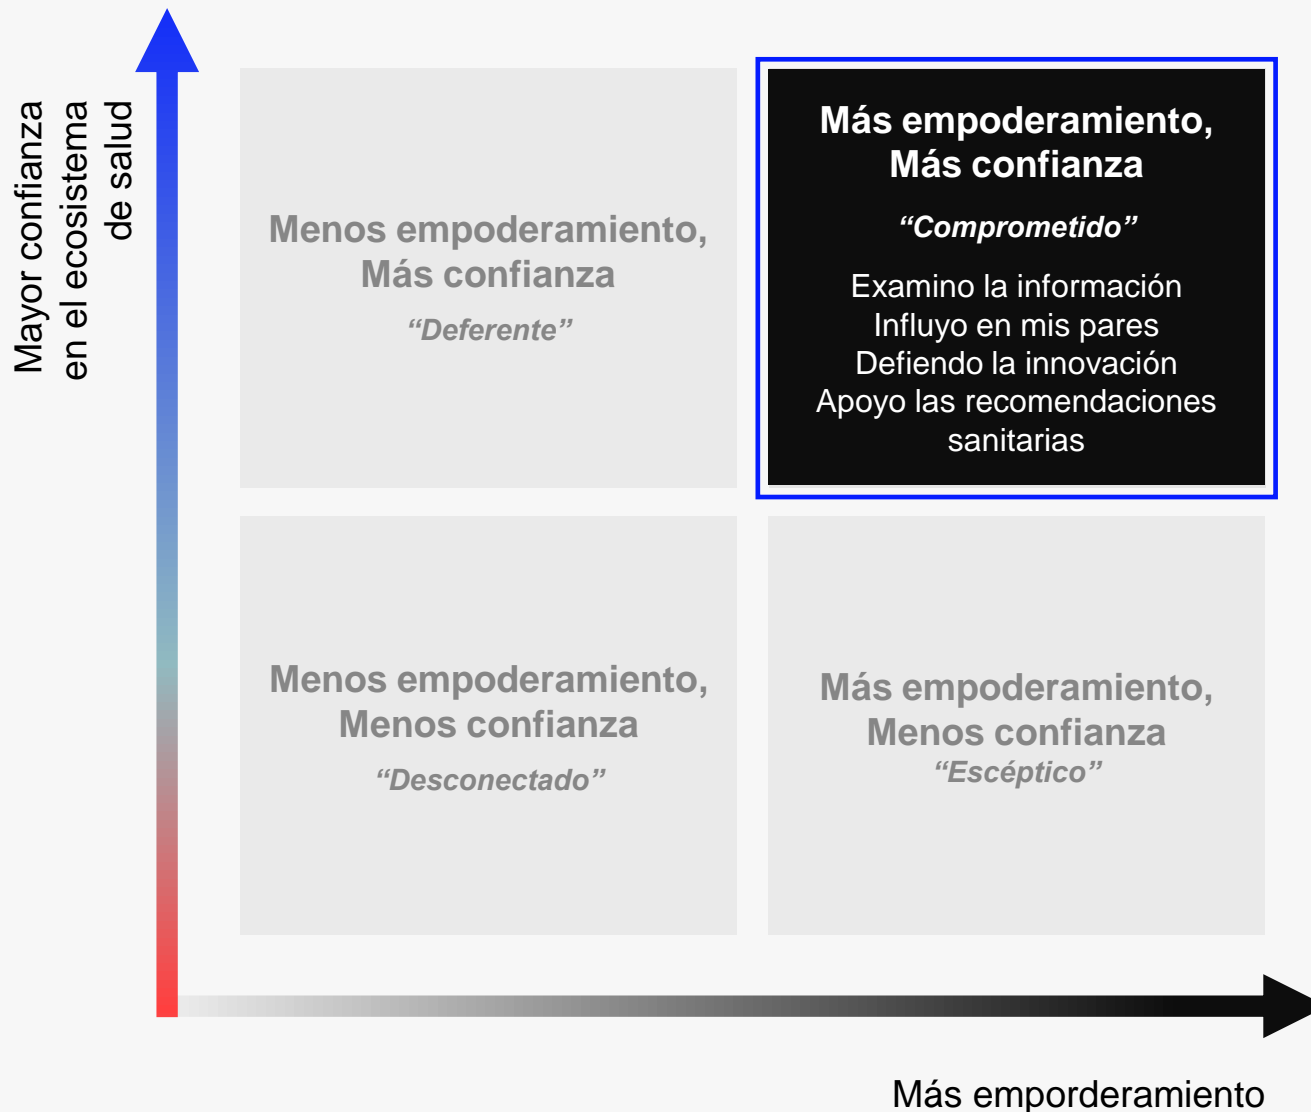 Mayor confianza
en el ecosistema
de salud
Menos empoderamiento,
Más confianza
“Deferente”
Más empoderamiento,
Más confianza
“Comprometido”
Examino la información
Influyo en mis pares
Defiendo la innovación
Apoyo las recomendaciones
sanitarias
Menos empoderamiento,
Menos confianza
“Desconectado”
Más empoderamiento,
Menos confianza
“Escéptico”
Más emporderamiento